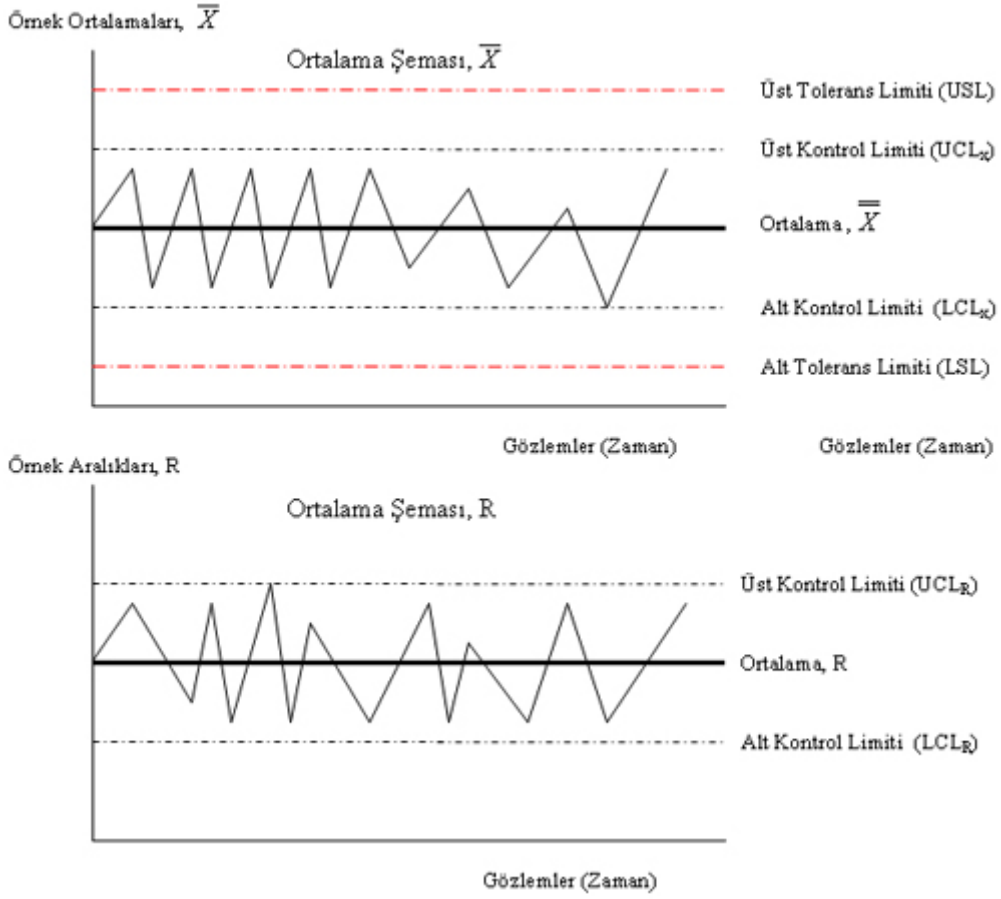 Örnek Ortalamaları, X̅
Ortalama Şeması, X̅
Üst Tolerans Limiti (USL)
Üst Kontrol Limiti (UCLx)
Ortalama , X̿
Alt Kontrol Limiti (LCLx)
Alt Tolerans Limiti (LSL)
Gözlemler (Zaman) Gözlemler (Zaman)
Örnek Aralıkları, R
Ortalama Şeması, R
Üst Kontrol Limiti (UCLR)
Ortalama, R
Alt Kontrol Limiti (LCLR)
Gözlemler (Zaman)